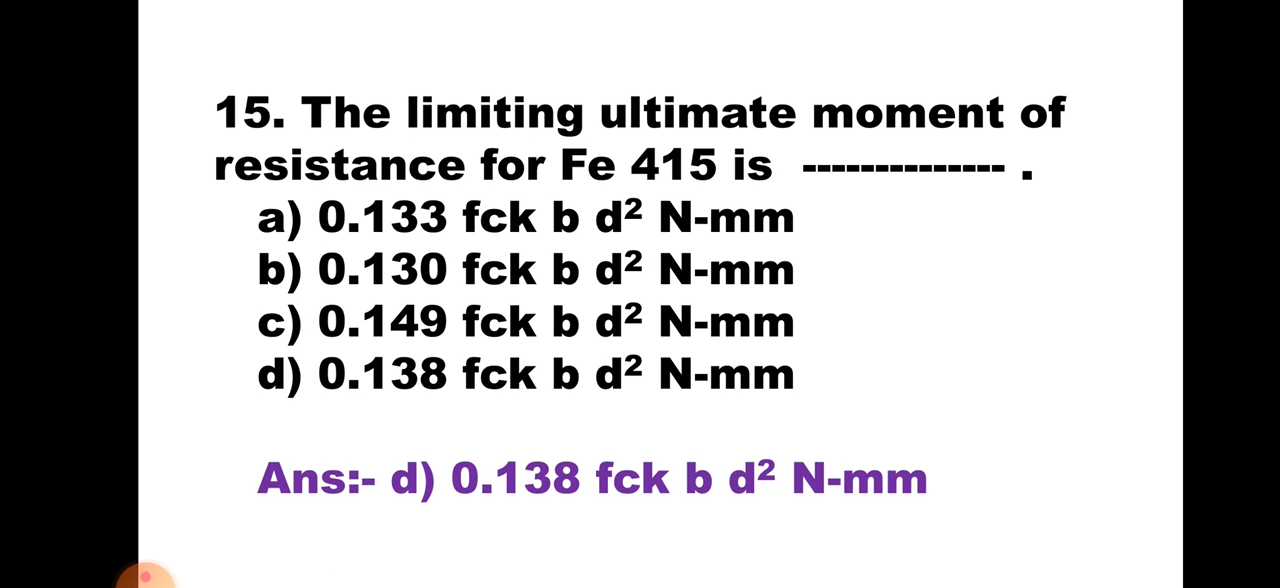 15. The limiting ultimate moment of
resistance for Fe 415 is -------------- .
a) 0.133 fck b d² N-mm
b) 0.130 fck b d² N-mm
c) 0.149 fck b d² N-mm
d) 0.138 fck b d² N-mm
Ans:- d) 0.138 fck b d² N-mm